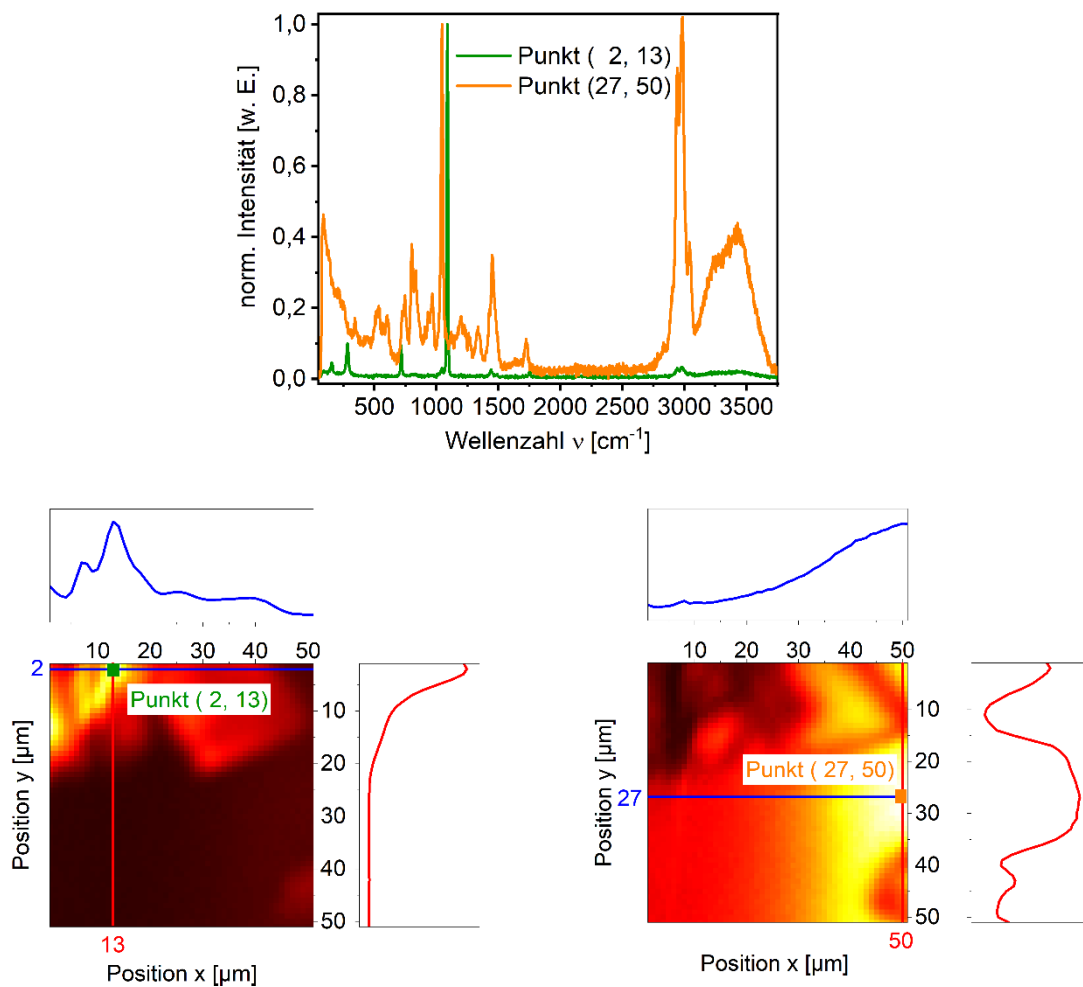 norm. Intensität [w. E.]
1,0
0,8
0,6
0,4
0,2
0,0
Punkt ( 2, 13)
Punkt (27, 50)
500 1000 1500 2000 2500 3000 3500
Wellenzahl ν [cm⁻¹]
10 20 30 40 50
2
Punkt ( 2, 13)
Position y [µm]
10
20
30
40
50
13
Position x [µm]
10 20 30 40 50
Punkt ( 27, 50)
27
Position y [µm]
10
20
30
40
50
50
Position x [µm]